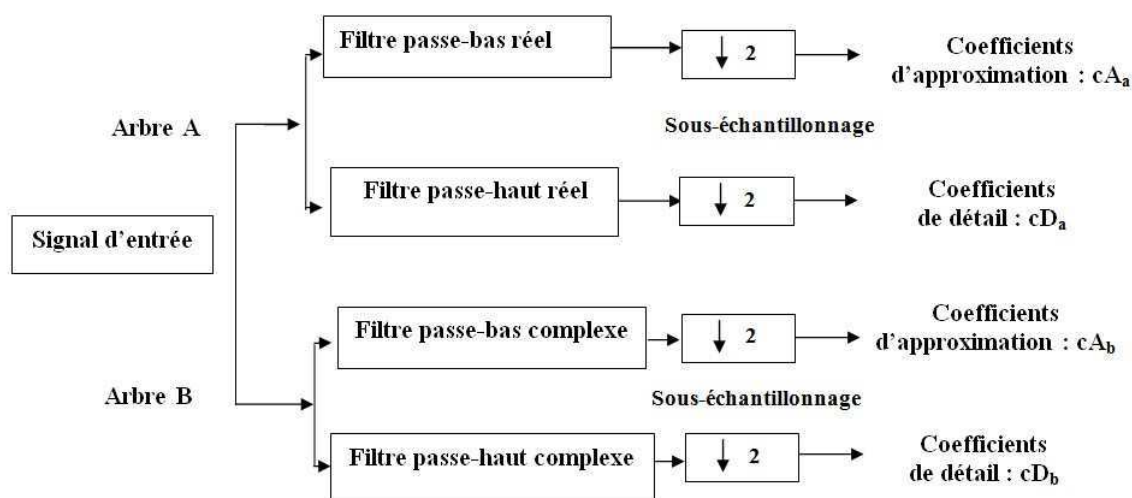 Filtre passe-bas réel
2
Coefficients
d'approximation : cAₐ
Arbre A
Sous-échantillonnage
Filtre passe-haut réel
2
Coefficients
de détail : cDₐ
Signal d'entrée
Filtre passe-bas complexe
2
Coefficients
d'approximation : cA_b
Arbre B
Sous-échantillonnage
Filtre passe-haut complexe
2
Coefficients
de détail : cD_b